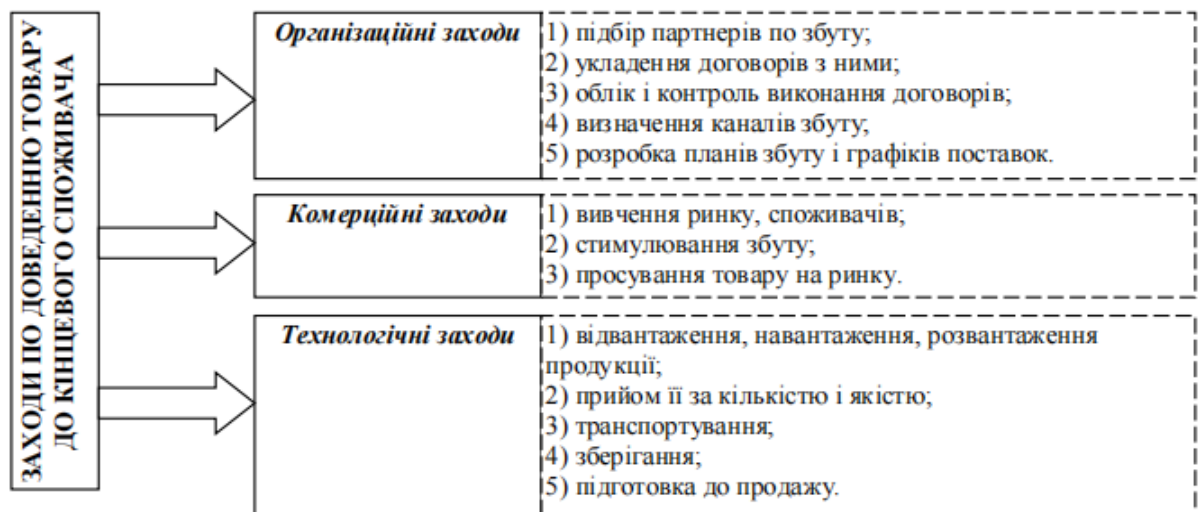 ЗАХОДИ ПО ДОВЕДЕННЮ ТОВАРУ
ДО КІНЦЕВОГО СПОЖИВАЧА
Організаційні заходи
1) підбір партнерів по збуту;
2) укладення договорів з ними;
3) облік і контроль виконання договорів;
4) визначення каналів збуту;
5) розробка планів збуту і графіків поставок.
Комерційні заходи
1) вивчення ринку, споживачів;
2) стимулювання збуту;
3) просування товару на ринку.
Технологічні заходи
1) відвантаження, навантаження, розвантаження
продукції;
2) прийом її за кількістю і якістю;
3) транспортування;
4) зберігання;
5) підготовка до продажу.